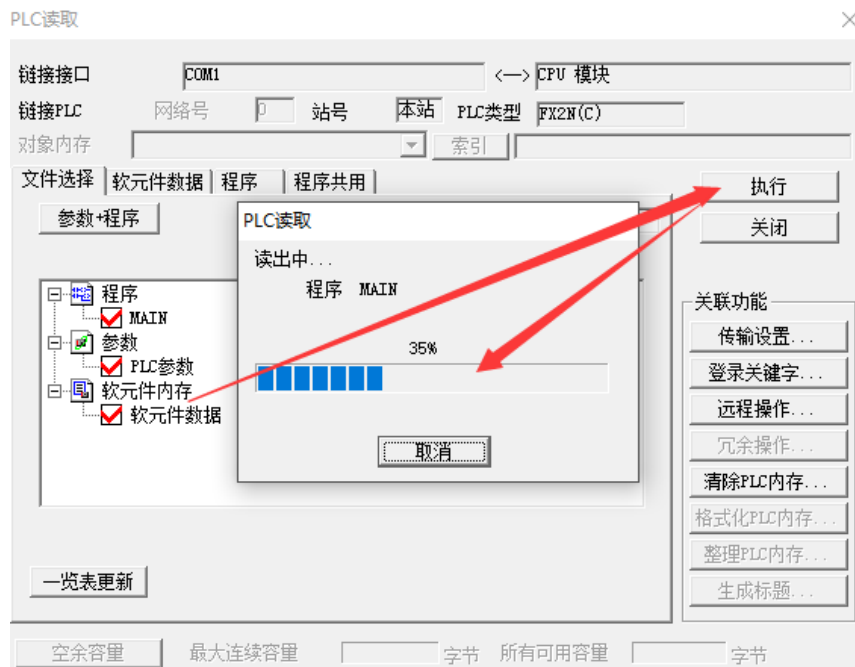 PLC读取
链接接口 COM1 <—> CPU 模块
链接PLC 网络号 0 站号 本站 PLC类型 FX2N(C)
对象内存 索引
文件选择 软元件数据 程序 程序共用
执行
参数+程序
关闭
PLC读取
读出中...
程序 MAIN
35%
取消
程序
MAIN
参数
PLC参数
软元件内存
软元件数据
关联功能
传输设置...
登录关键字...
远程操作...
冗余操作...
清除PLC内存...
格式化PLC内存...
整理PLC内存...
生成标题...
一览表更新
空余容量 最大连续容量 字节 所有可用容量 字节